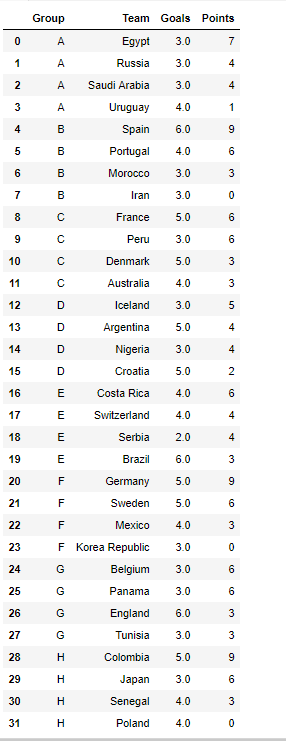 Group Team Goals Points
0 A Egypt 3.0 7
1 A Russia 3.0 4
2 A Saudi Arabia 3.0 4
3 A Uruguay 4.0 1
4 B Spain 6.0 9
5 B Portugal 4.0 6
6 B Morocco 3.0 3
7 B Iran 3.0 0
8 C France 5.0 6
9 C Peru 3.0 6
10 C Denmark 5.0 3
11 C Australia 4.0 3
12 D Iceland 3.0 5
13 D Argentina 5.0 4
14 D Nigeria 3.0 4
15 D Croatia 5.0 2
16 E Costa Rica 4.0 6
17 E Switzerland 4.0 4
18 E Serbia 2.0 4
19 E Brazil 6.0 3
20 F Germany 5.0 9
21 F Sweden 5.0 6
22 F Mexico 4.0 3
23 F Korea Republic 3.0 0
24 G Belgium 3.0 6
25 G Panama 3.0 6
26 G England 6.0 3
27 G Tunisia 3.0 3
28 H Colombia 5.0 9
29 H Japan 3.0 6
30 H Senegal 4.0 3
31 H Poland 4.0 0